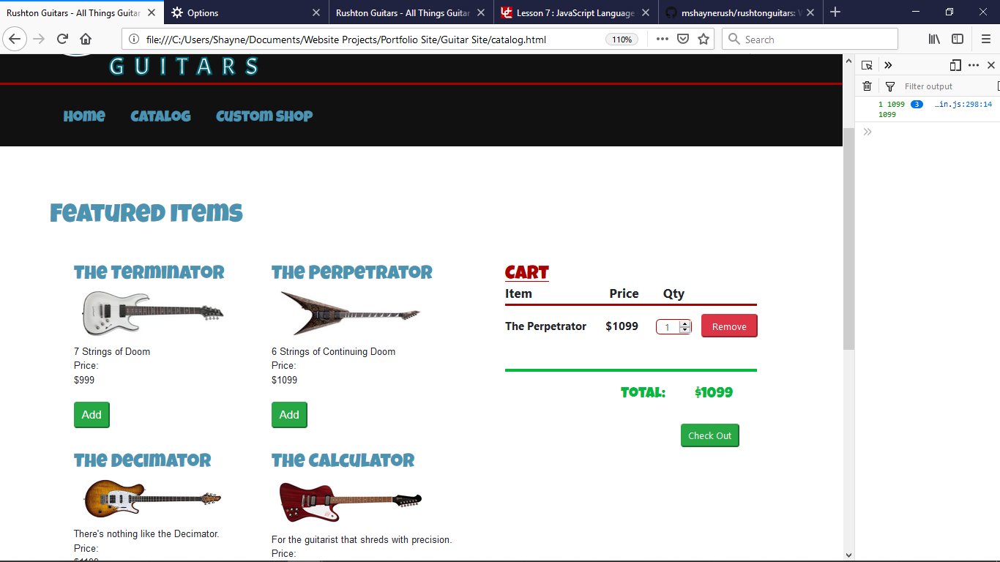 Rushton Guitars - All Things Guitar
Options
Rushton Guitars - All Things Guitar
Lesson 7 : JavaScript Language
mshaynerush/rushtonguitars: W
file:///C:/Users/Shayne/Documents/Website Projects/Portfolio Site/Guitar Site/catalog.html
110%
Search
GUITARS
Home
Catalog
Custom Shop
Filter output
1 1099 3 …in.js:298:14
1099
Featured Items
The Terminator
7 Strings of Doom
Price:
$999
Add
The Perpetrator
6 Strings of Continuing Doom
Price:
$1099
Add
CART
Item Price Qty
The Perpetrator $1099 1 Remove
Total: $1099
Check Out
The Decimator
There's nothing like the Decimator.
Price:
The Calculator
For the guitarist that shreds with precision.
Price: